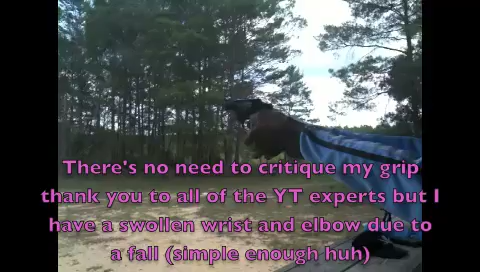 There's no need to critique my grip
thank you to all of the YT experts but I
have a swollen wrist and elbow due to
a fall (simple enough huh)